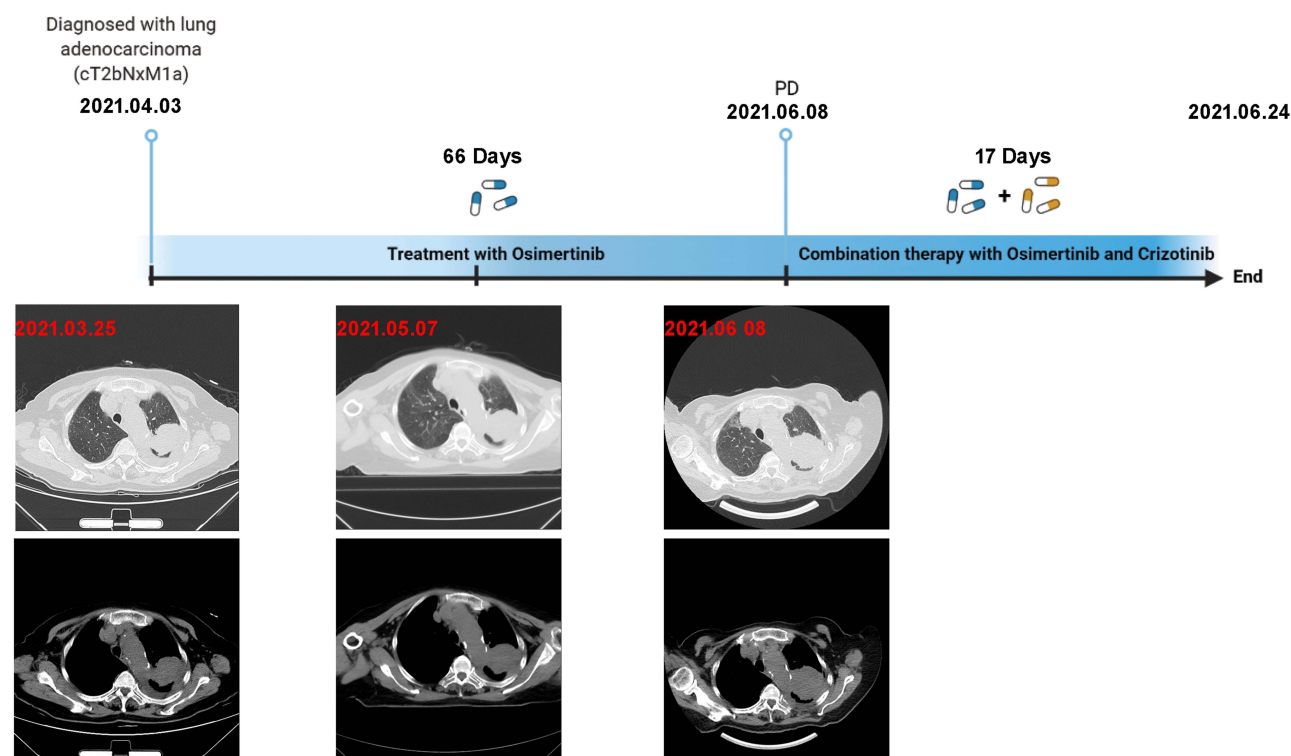 Diagnosed with lung
adenocarcinoma
(cT2bNxM1a)
2021.04.03
PD
2021.06.08
2021.06.24
66 Days
17 Days
+
Treatment with Osimertinib
Combination therapy with Osimertinib and Crizotinib
End
2021.03.25
2021.05.07
2021.06 08